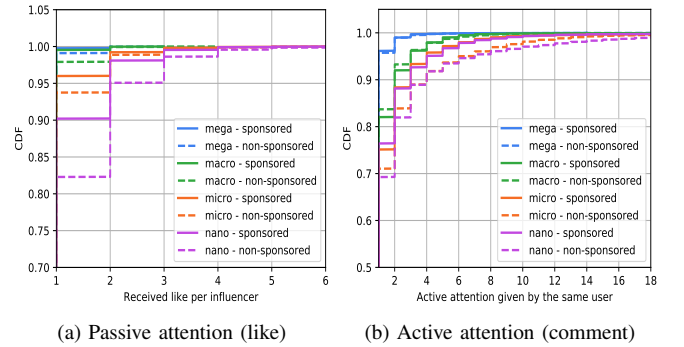 1.05
1.00
0.95
0.90
0.85
0.80
0.75
0.70
CDF
mega - sponsored
mega - non-sponsored
macro - sponsored
macro - non-sponsored
micro - sponsored
micro - non-sponsored
nano - sponsored
nano - non-sponsored
1 2 3 4 5 6
Received like per influencer
(a) Passive attention (like)
1.0
0.9
0.8
0.7
0.6
0.5
CDF
mega - sponsored
mega - non-sponsored
macro - sponsored
macro - non-sponsored
micro - sponsored
micro - non-sponsored
nano - sponsored
nano - non-sponsored
2 4 6 8 10 12 14 16 18
Active attention given by the same user
(b) Active attention (comment)